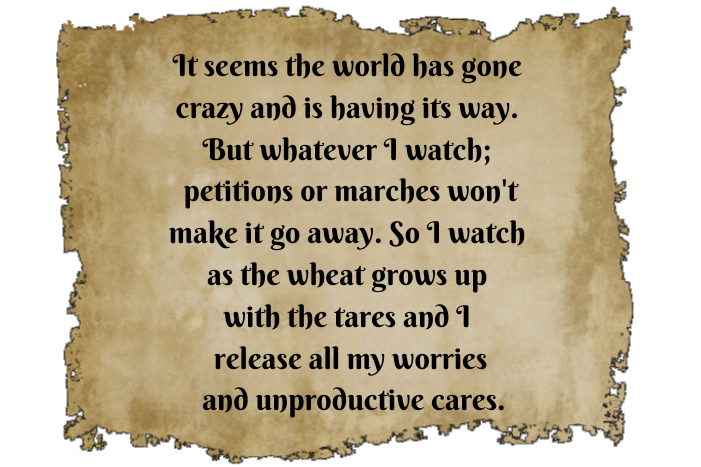 It seems the world has gone
crazy and is having its way.
But whatever I watch;
petitions or marches won't
make it go away. So I watch
as the wheat grows up
with the tares and I
release all my worries
and unproductive cares.